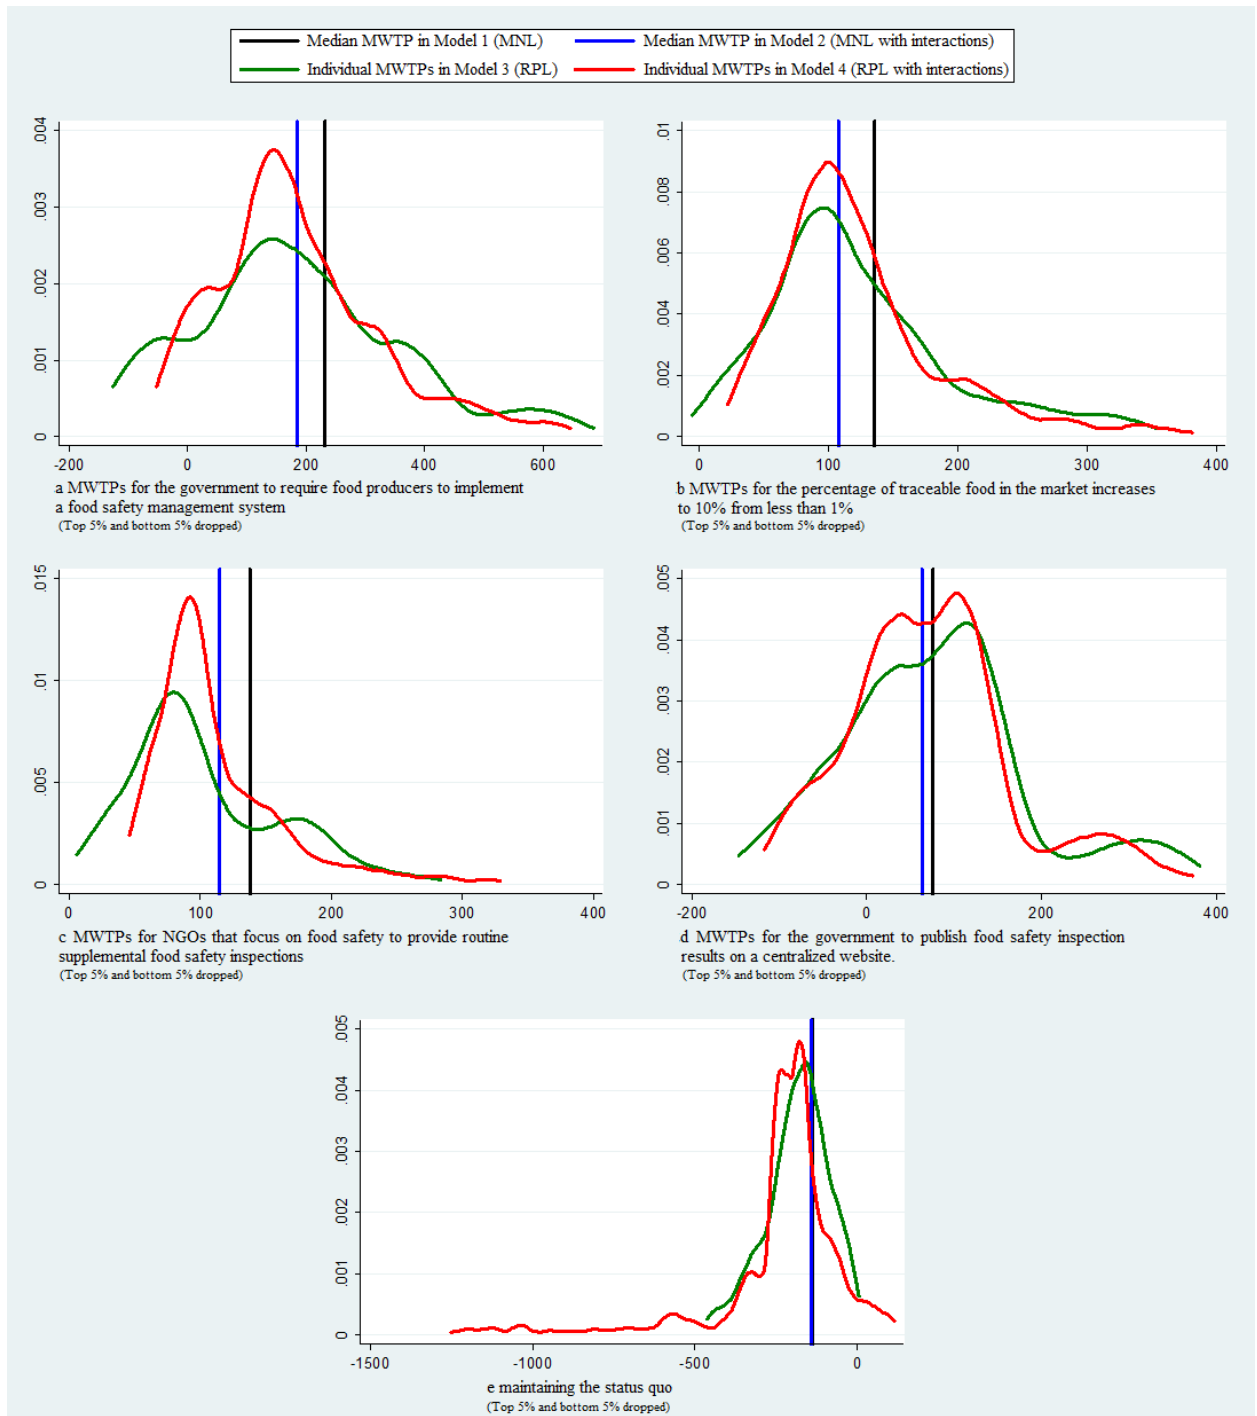 Median MWTP in Model 1 (MNL)
Median MWTP in Model 2 (MNL with interactions)
Individual MWTPs in Model 3 (RPL)
Individual MWTPs in Model 4 (RPL with interactions)
.004
.003
.002
.001
0
-200
0
200
400
600
a MWTPs for the government to require food producers to implement
a food safety management system
(Top 5% and bottom 5% dropped)
.01
.008
.006
.004
.002
0
0
100
200
300
400
b MWTPs for the percentage of traceable food in the market increases
to 10% from less than 1%
(Top 5% and bottom 5% dropped)
.015
.01
.005
0
0
100
200
300
400
c MWTPs for NGOs that focus on food safety to provide routine
supplemental food safety inspections
(Top 5% and bottom 5% dropped)
.005
.004
.003
.002
.001
0
-200
0
200
400
d MWTPs for the government to publish food safety inspection
results on a centralized website.
(Top 5% and bottom 5% dropped)
.005
.004
.003
.002
.001
0
-1500
-1000
-500
0
e maintaining the status quo
(Top 5% and bottom 5% dropped)